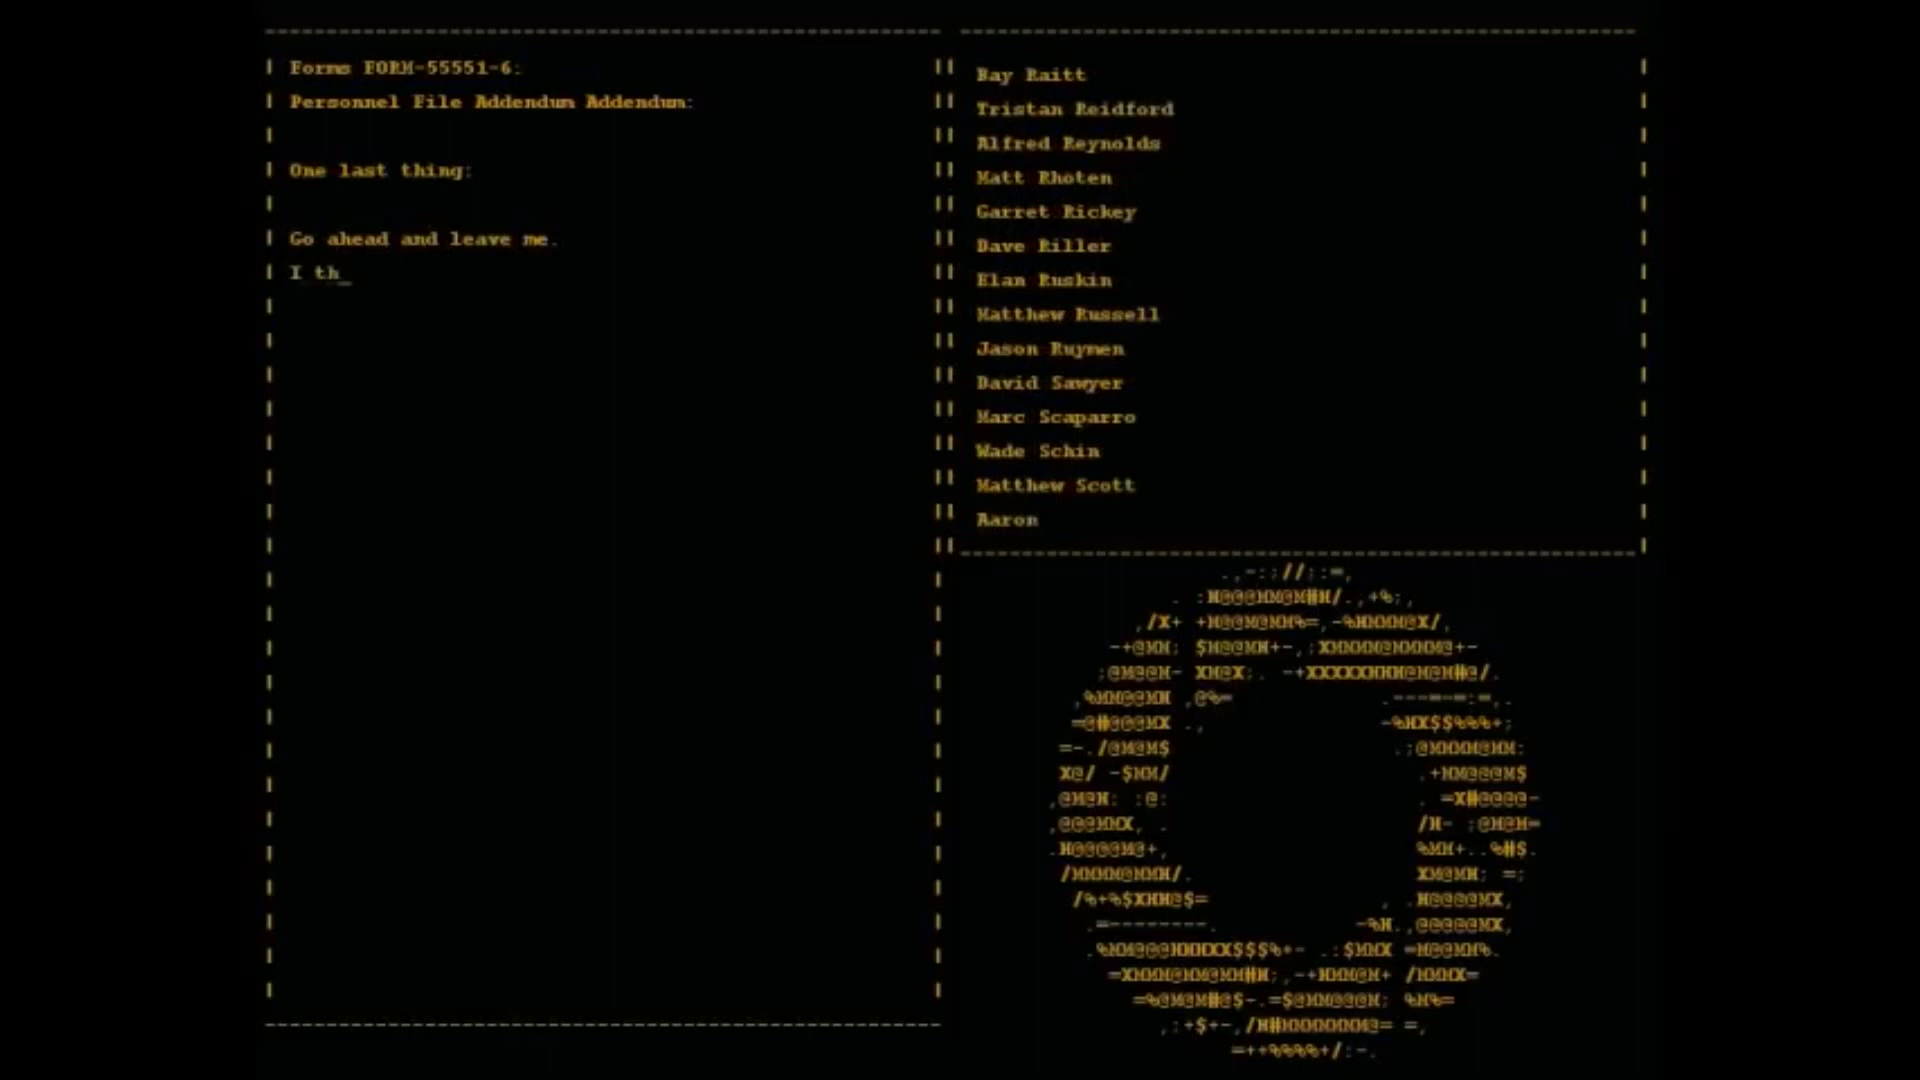 Forms FORM-55551-6:
Personnel File Addendum Addendum:
One last thing:
Go ahead and leave me.
I th_
Bay Raitt
Tristan Reidford
Alfred Reynolds
Matt Rhoten
Garret Rickey
Dave Riller
Elan Ruskin
Matthew Russell
Jason Ruymen
David Sawyer
Marc Scaparro
Wade Schin
Matthew Scott
Aaron